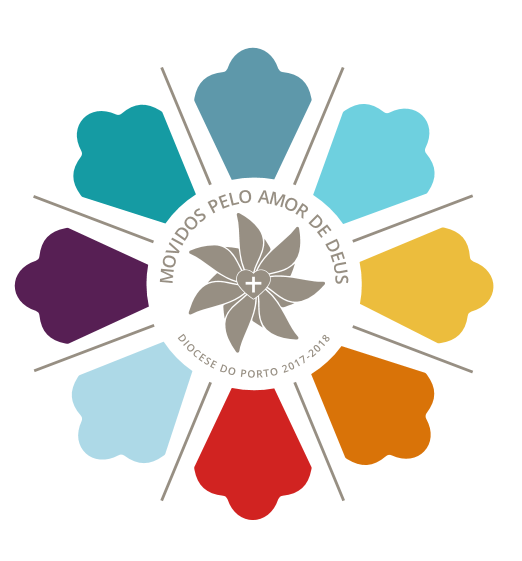 MOVIDOS PELO AMOR DE DEUS
DIOCESE DO PORTO 2017-2018